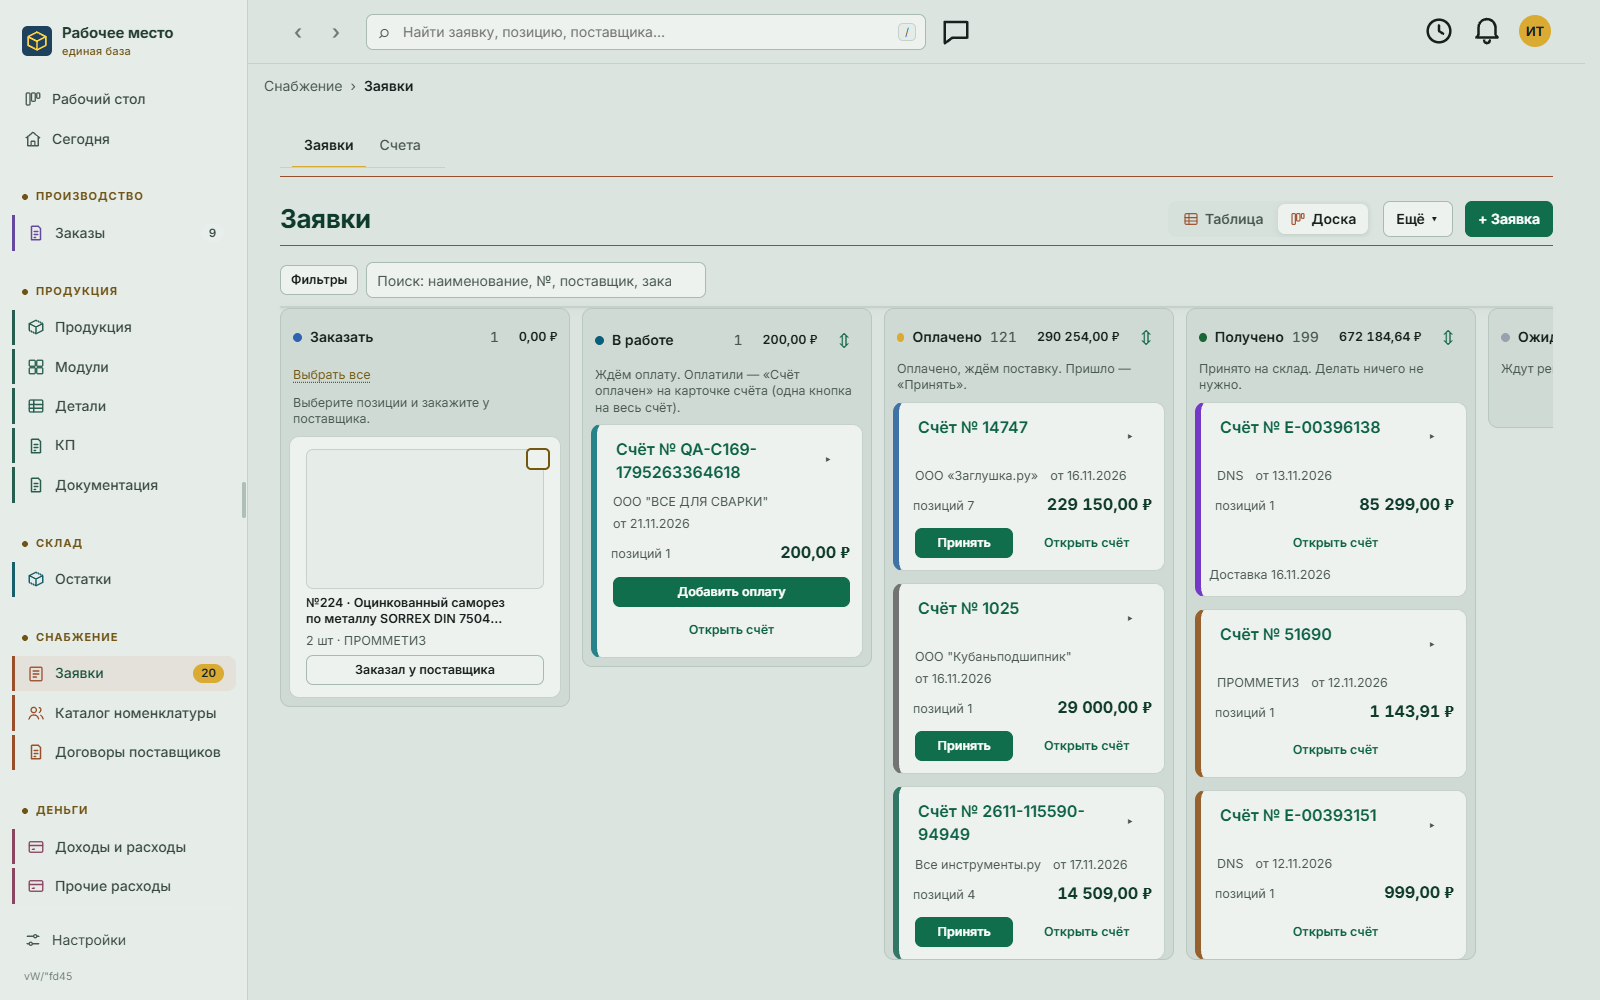 Рабочее место
единая база
Рабочий стол
Сегодня
ПРОИЗВОДСТВО
Заказы 9
ПРОДУКЦИЯ
Продукция
Модули
Детали
КП
Документация
СКЛАД
Остатки
СНАБЖЕНИЕ
Заявки 20
Каталог номенклатуры
Договоры поставщиков
ДЕНЬГИ
Доходы и расходы
Прочие расходы
Настройки
vW/"fd45
Найти заявку, позицию, поставщика... /
ИТ
Снабжение › Заявки
Заявки Счета
Заявки
Таблица Доска Ещё + Заявка
Фильтры Поиск: наименование, №, поставщик, зака
Заказать 1 0,00 ₽
Выбрать все
Выберите позиции и закажите у
поставщика.
№224 · Оцинкованный саморез
по металлу SORREX DIN 7504...
2 шт · ПРОММЕТИЗ
Заказал у поставщика
В работе 1 200,00 ₽
Ждём оплату. Оплатили — «Счёт
оплачен» на карточке счёта (одна кнопка
на весь счёт).
Счёт № QA-C169-
1795263364618
ООО "ВСЕ ДЛЯ СВАРКИ"
от 21.11.2026
позиций 1 200,00 ₽
Добавить оплату
Открыть счёт
Оплачено 121 290 254,00 ₽
Оплачено, ждём поставку. Пришло —
«Принять».
Счёт № 14747
ООО «Заглушка.ру» от 16.11.2026
позиций 7 229 150,00 ₽
Принять Открыть счёт
Счёт № 1025
ООО "Кубаньподшипник"
от 16.11.2026
позиций 1 29 000,00 ₽
Принять Открыть счёт
Счёт № 2611-115590-
94949
Все инструменты.ру от 17.11.2026
позиций 4 14 509,00 ₽
Принять Открыть счёт
Получено 199 672 184,64 ₽
Принято на склад. Делать ничего не
нужно.
Счёт № E-00396138
DNS от 13.11.2026
позиций 1 85 299,00 ₽
Открыть счёт
Доставка 16.11.2026
Счёт № 51690
ПРОММЕТИЗ от 12.11.2026
позиций 1 1 143,91 ₽
Открыть счёт
Счёт № E-00393151
DNS от 12.11.2026
позиций 1 999,00 ₽
Открыть счёт
Ожид
Ждут ре